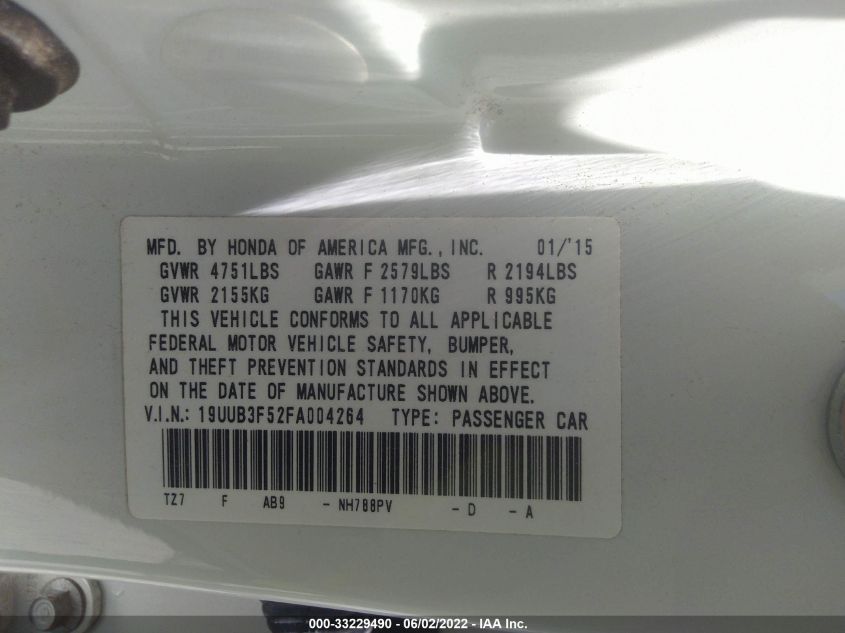 MFD. BY HONDA OF AMERICA MFG., INC. 01/'15
GVWR 4751LBS GAWR F 2579LBS R 2194LBS
GVWR 2155KG GAWR F 1170KG R 995KG
THIS VEHICLE CONFORMS TO ALL APPLICABLE
FEDERAL MOTOR VEHICLE SAFETY, BUMPER,
AND THEFT PREVENTION STANDARDS IN EFFECT
ON THE DATE OF MANUFACTURE SHOWN ABOVE.
V.I.N.: 19UUB3F52FA004264 TYPE: PASSENGER CAR
TZ7 F AB9 - NH788PV - D - A
000-33229490 - 06/02/2022 - IAA Inc.